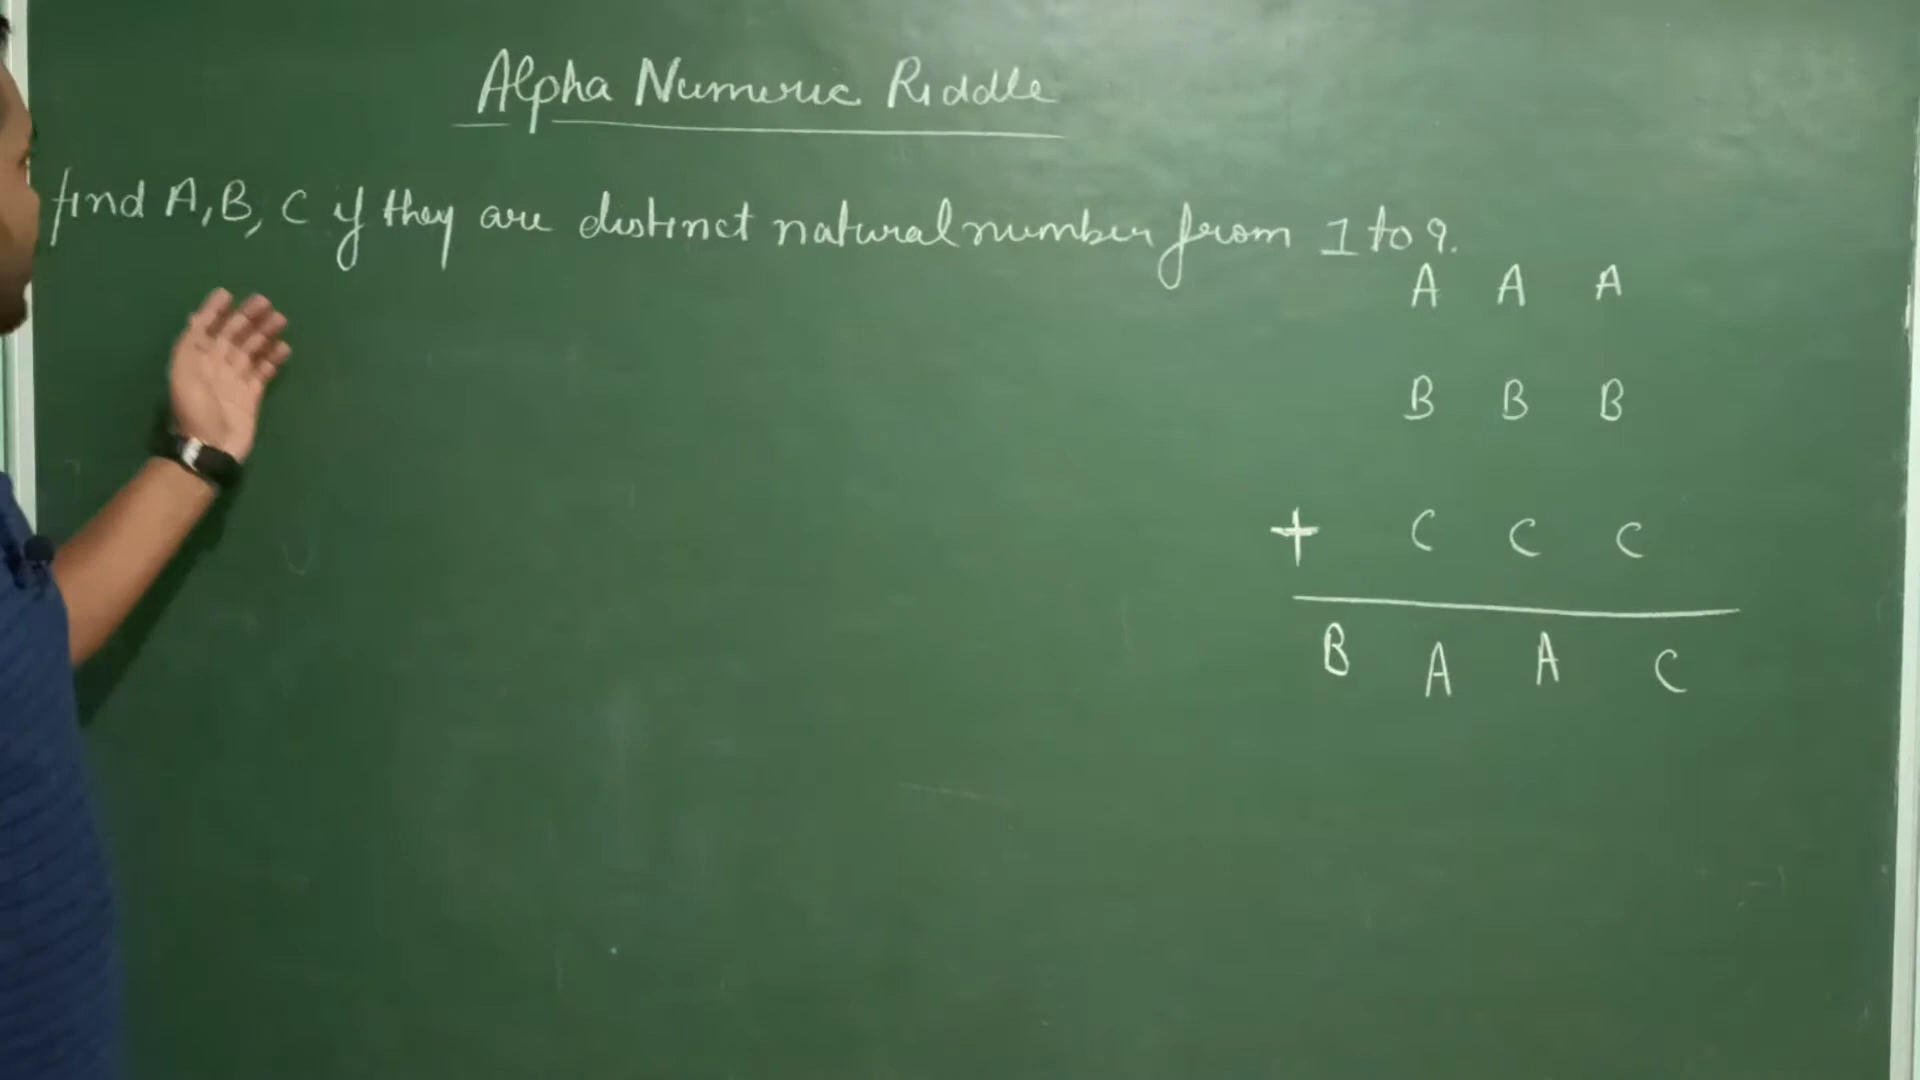 Alpha Numeric Riddle
find A, B, C if they are distinct natural number from 1 to 9.
A A A
B B B
+ C C C
B A A C